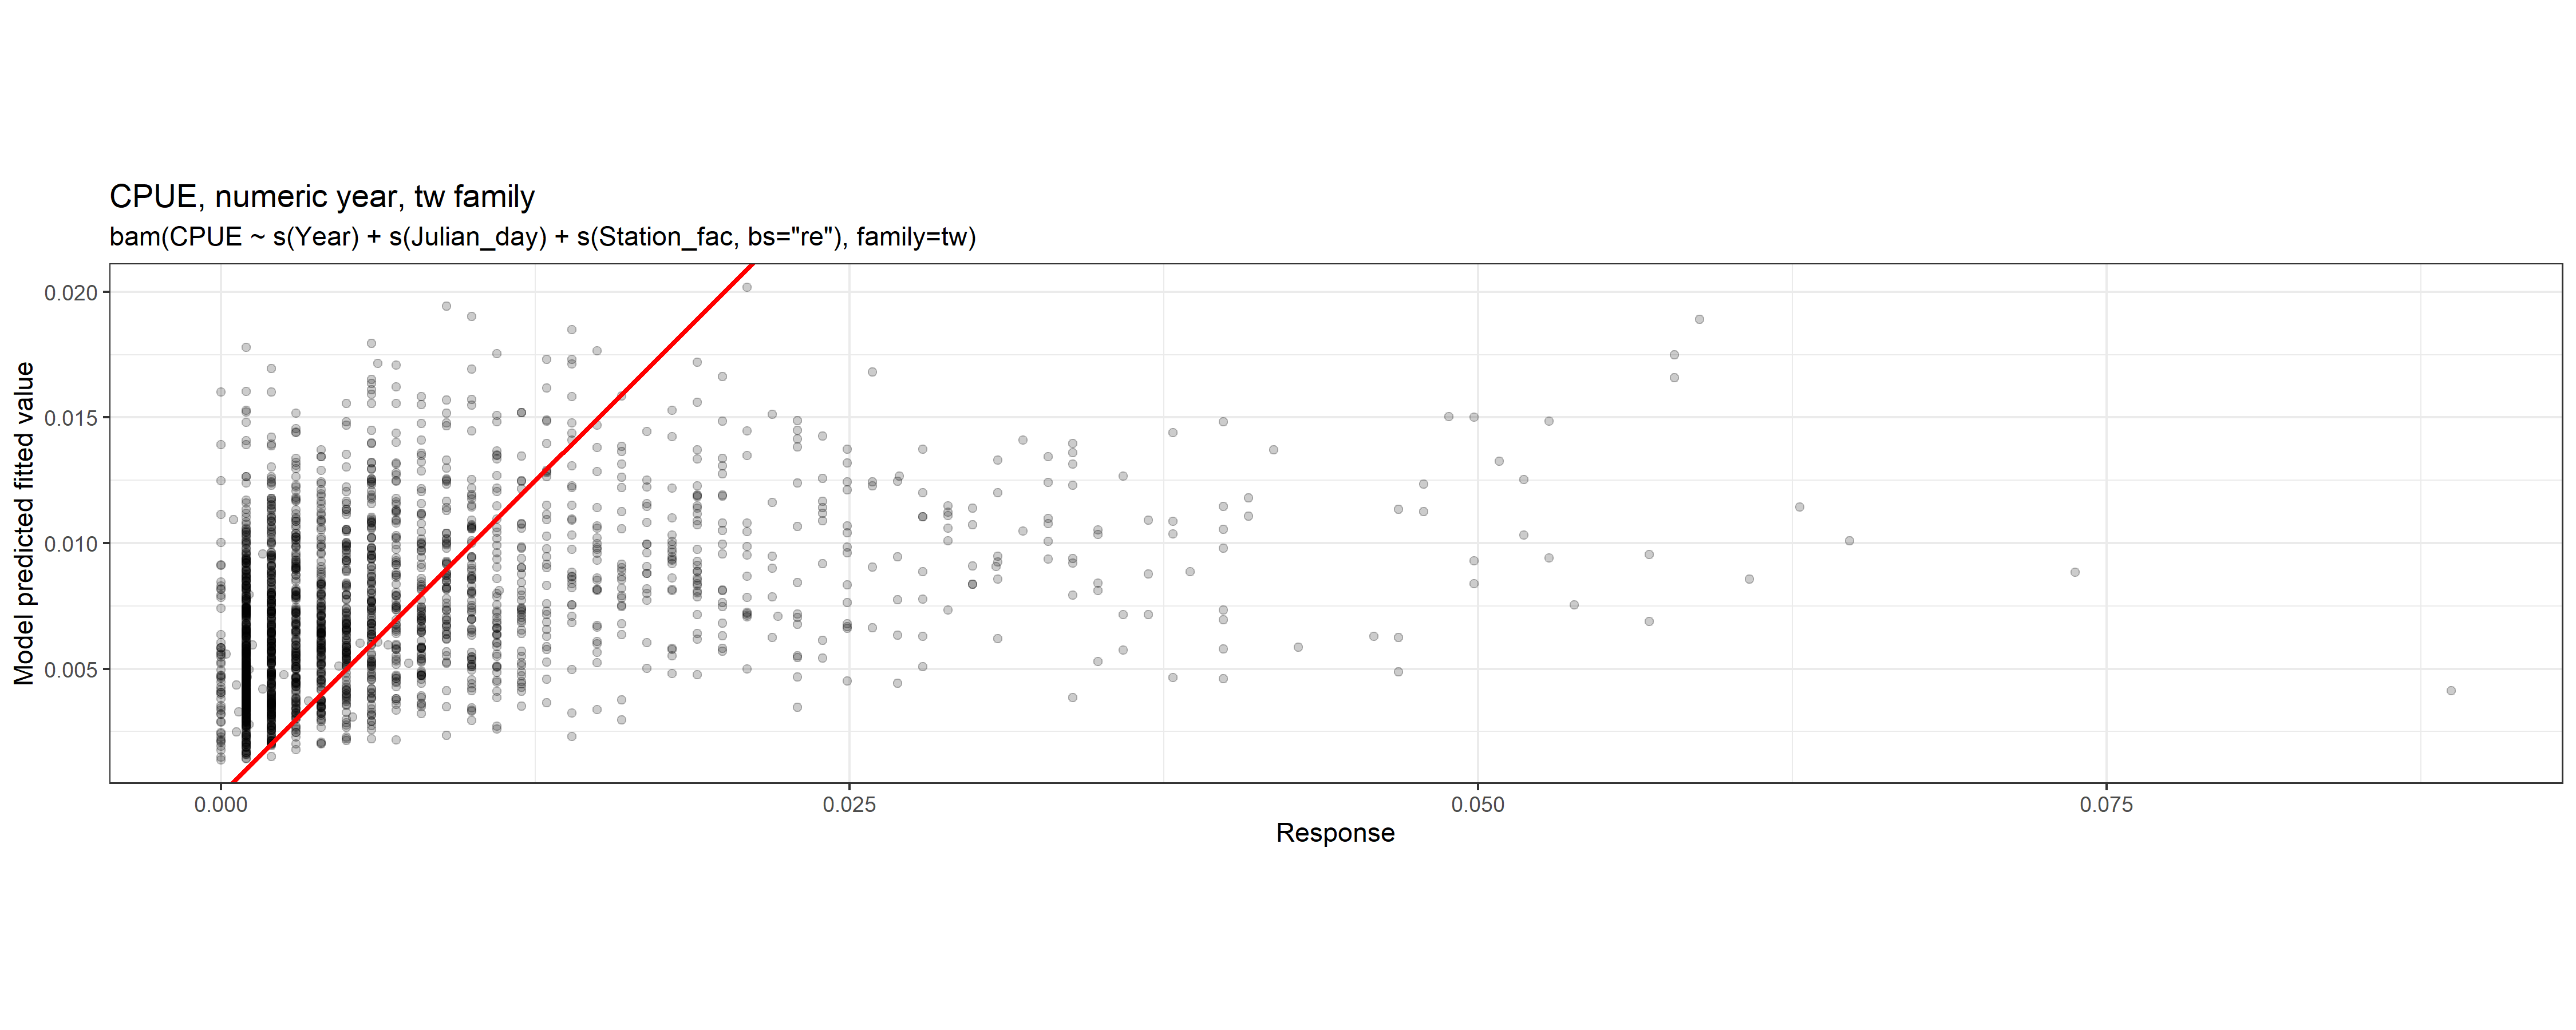 CPUE, numeric year, tw family
bam(CPUE ~ s(Year) + s(Julian_day) + s(Station_fac, bs="re"), family=tw)
Model predicted fitted value
0.020
0.015
0.010
0.005
0.000
0.025
0.050
0.075
Response